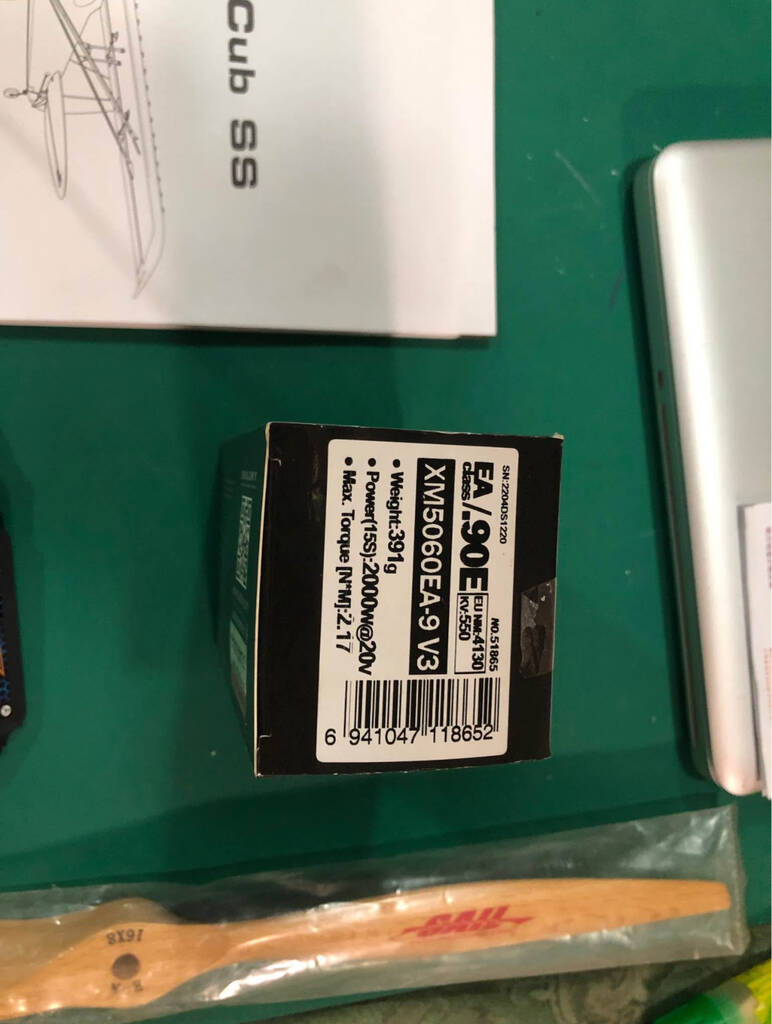 Cub SS
SN:2204DS1220
NO.51865
EA /.90E
class
EU NM:4130
KV:550
XM5060EA-9 V3
• Weight:391g
• Power(15S):2000w@20v
• Max. Torque [N*M]:2.17
6 941047 118652
16X8